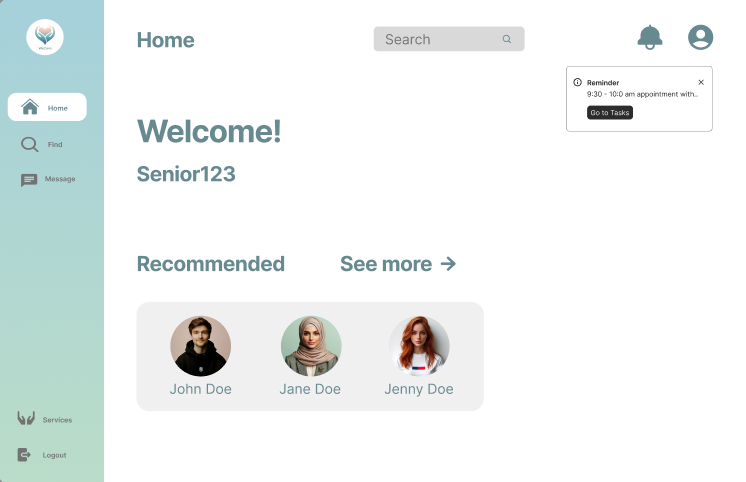 Home
Search
Reminder
9:30 - 10:0 am appointment with..
Go to Tasks
Home
Find
Message
Welcome!
Senior123
Recommended
See more →
John Doe
Jane Doe
Jenny Doe
Services
Logout